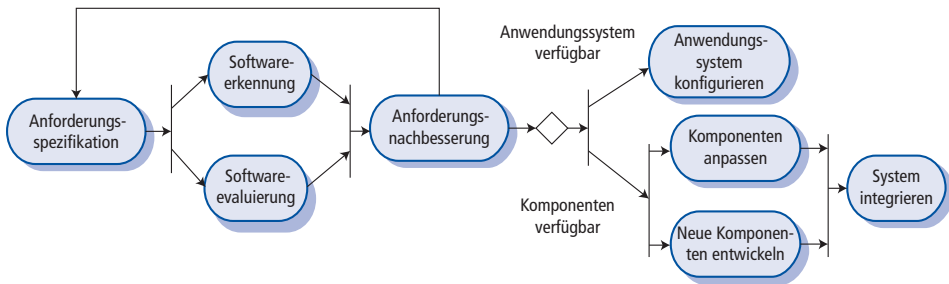 Anforderungs-
spezifikation
Software-
erkennung
Software-
evaluierung
Anforderungs-
nachbesserung
Anwendungssystem
verfügbar
Komponenten
verfügbar
Anwendungs-
system
konfigurieren
Komponenten
anpassen
Neue Komponen-
ten entwickeln
System
integrieren